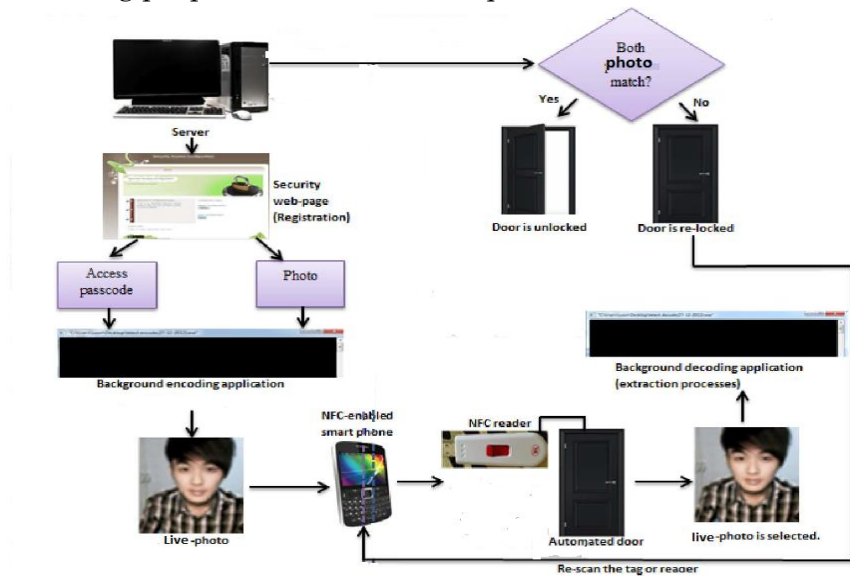 Both
photo
match?
Yes
No
Server
Security
web-page
(Registration)
Door is unlocked
Door is re-locked
Access
passcode
Photo
Background encoding application
Background decoding application
(extraction processes)
NFC-enabled
smart phone
NFC reader
Live-photo
Automated door
live-photo is selected.
Re-scan the tag or reader